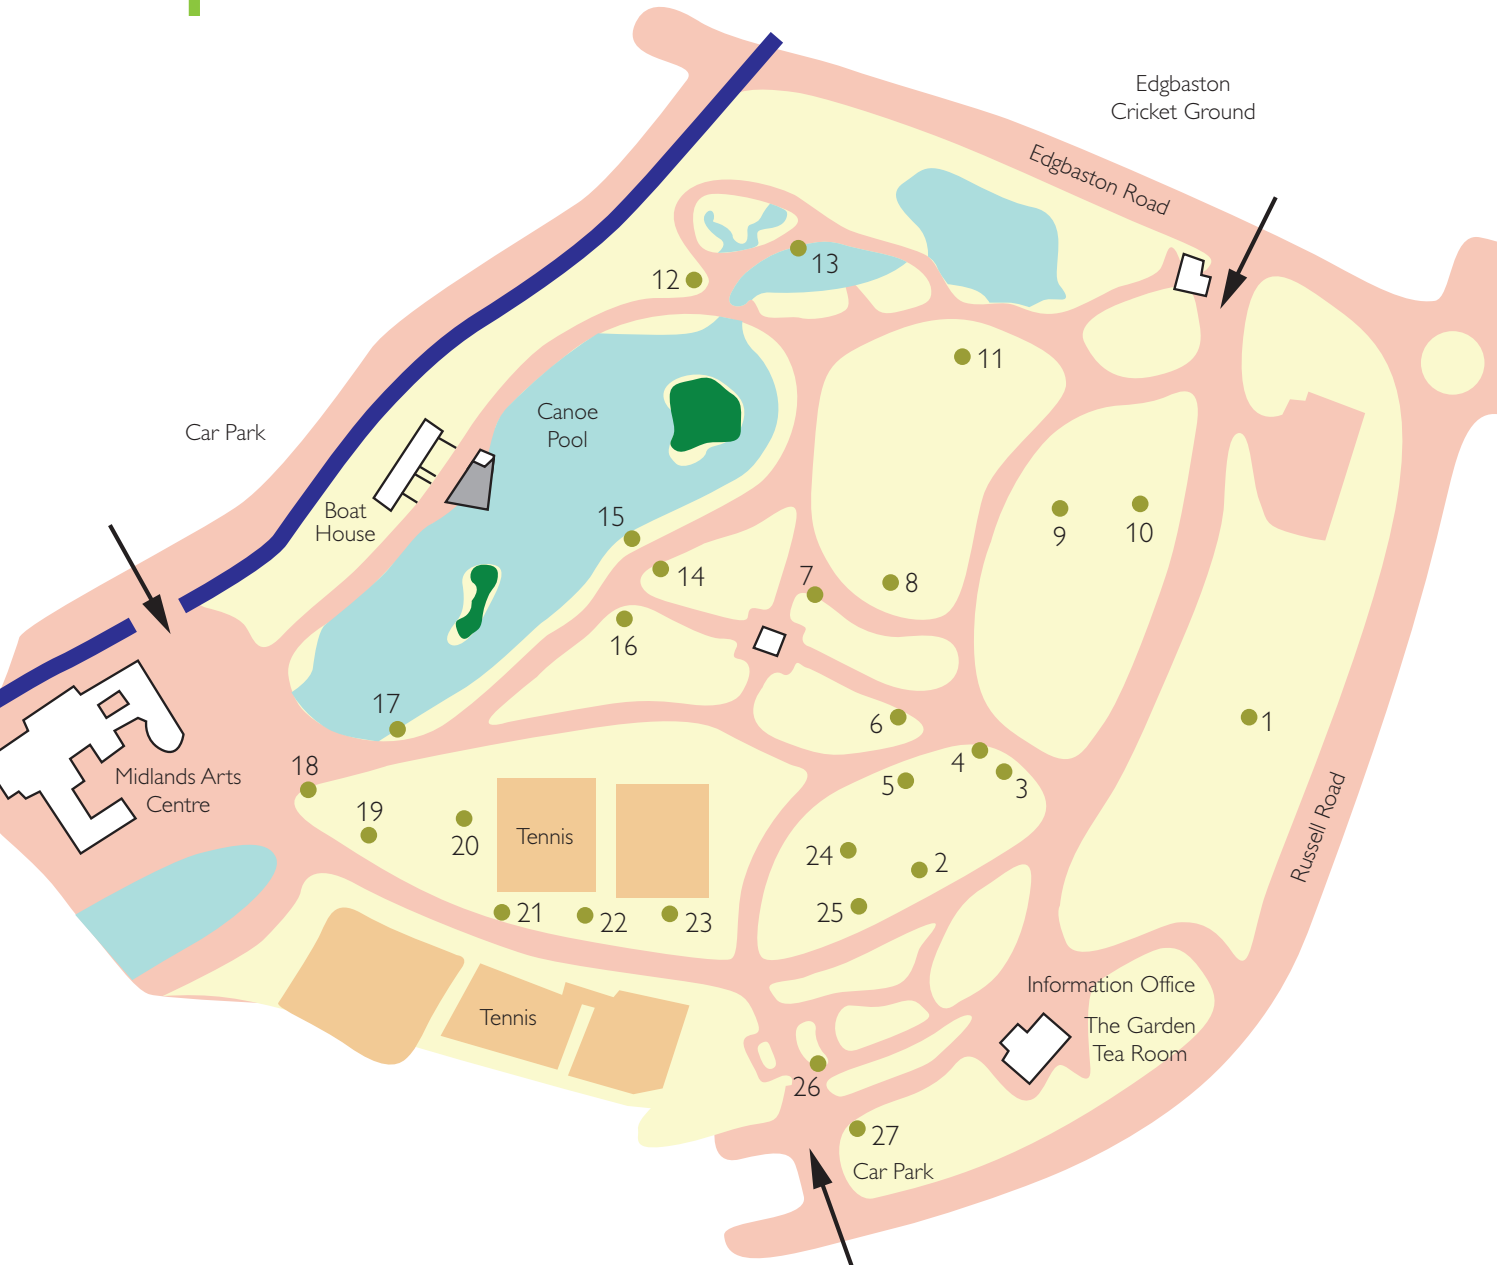 Edgbaston
Cricket Ground
Edgbaston Road
13
12
11
Canoe
Pool
Car Park
Boat
House
15
9
10
14
7
8
16
17
6
1
18
4
Midlands Arts
Centre
5
3
19
20
Tennis
24
2
Russell Road
21
22
23
25
Information Office
Tennis
The Garden
Tea Room
26
27
Car Park